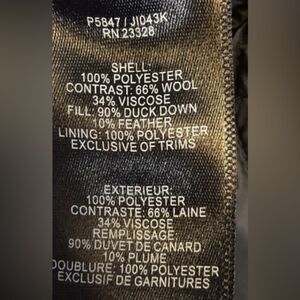 P5847 / JI043K
RN 23328
SHELL:
100% POLYESTER
CONTRAST: 66% WOOL
34% VISCOSE
FILL: 90% DUCK DOWN
10% FEATHER
LINING: 100% POLYESTER
EXCLUSIVE OF TRIMS
EXTERIEUR:
100% POLYESTER
CONTRASTE: 66% LAINE
34% VISCOSE
REMPLISSAGE:
90% DUVET DE CANARD
10% PLUME
DOUBLURE: 100% POLYESTER
EXCLUSIF DE GARNITURES